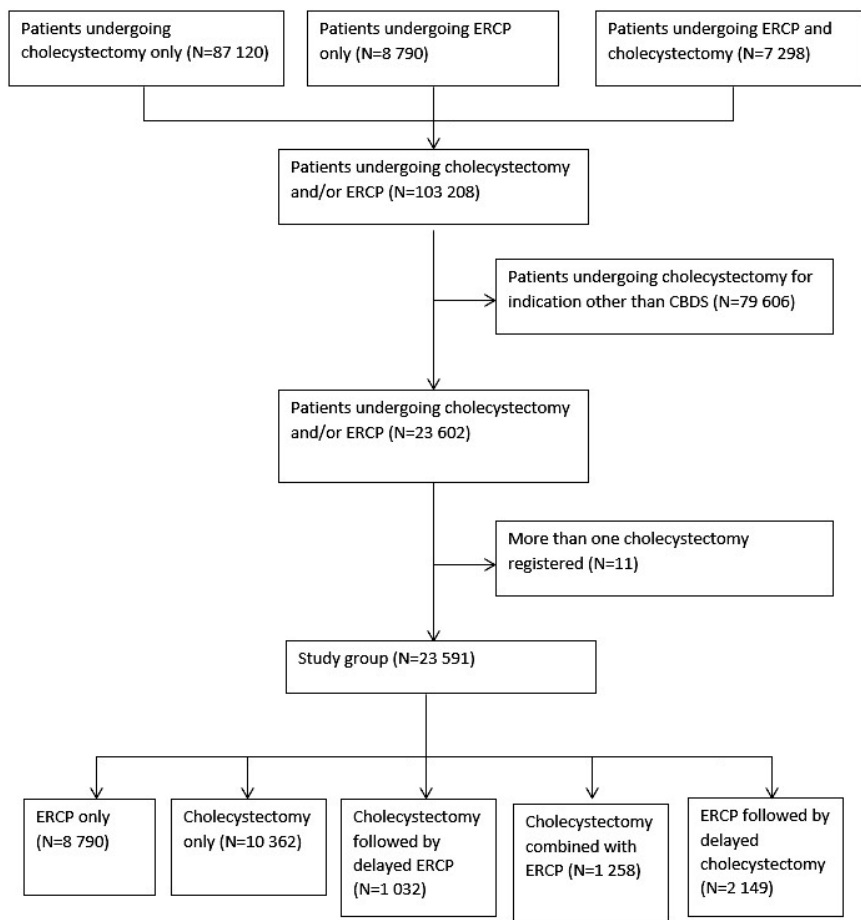 Patients undergoing
cholecystectomy only (N=87 120)
Patients undergoing ERCP
only (N=8 790)
Patients undergoing ERCP and
cholecystectomy (N=7 298)
Patients undergoing cholecystectomy
and/or ERCP (N=103 208)
Patients undergoing cholecystectomy for
indication other than CBDS (N=79 606)
Patients undergoing cholecystectomy
and/or ERCP (N=23 602)
More than one cholecystectomy
registered (N=11)
Study group (N=23 591)
ERCP only
(N=8 790)
Cholecystectomy
only (N=10 362)
Cholecystectomy
followed by
delayed ERCP
(N=1 032)
Cholecystectomy
combined with
ERCP (N=1 258)
ERCP followed by
delayed
cholecystectomy
(N=2 149)